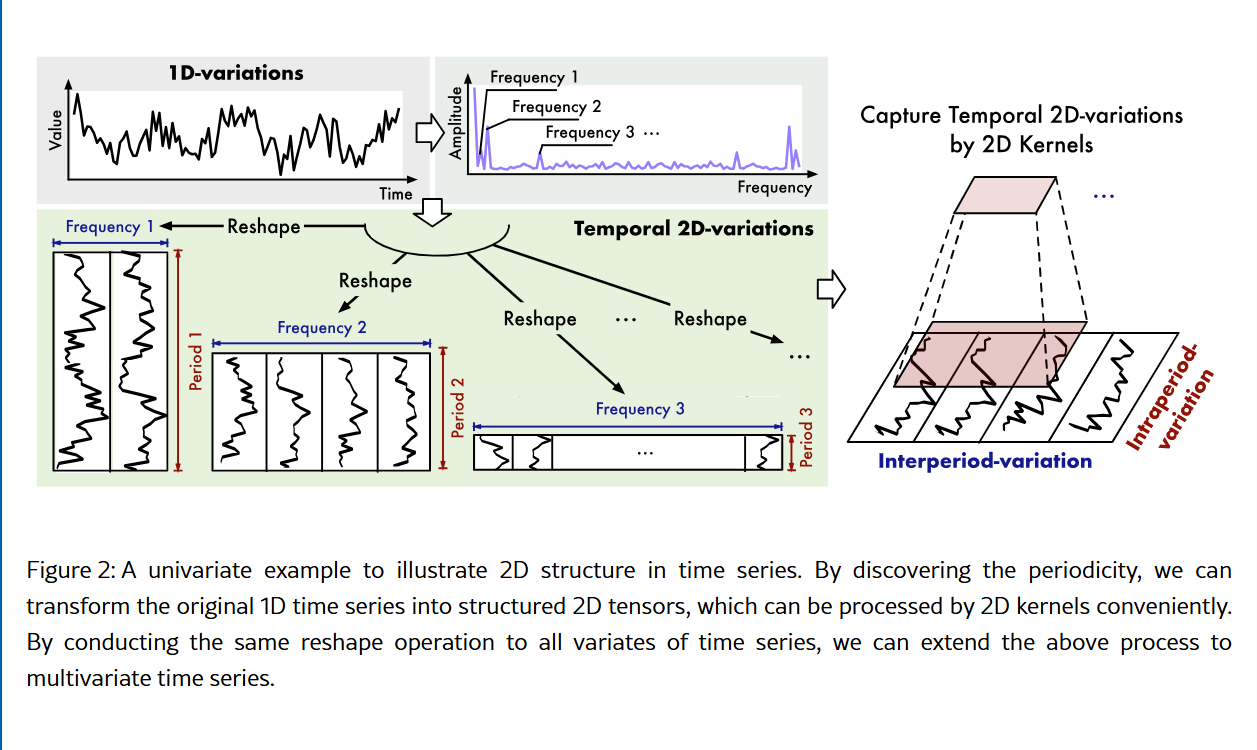 1D-variations
Value
Time
Amplitude
Frequency 1
Frequency 2
Frequency 3 ...
Frequency
Capture Temporal 2D-variations
by 2D Kernels
...
Temporal 2D-variations
Frequency 1
Reshape
Period 1
Reshape
Frequency 2
Period 2
Reshape
...
Reshape
...
Frequency 3
...
Period 3
Interperiod-variation
Intraperiod-
variation
Figure 2: A univariate example to illustrate 2D structure in time series. By discovering the periodicity, we can
transform the original 1D time series into structured 2D tensors, which can be processed by 2D kernels conveniently.
By conducting the same reshape operation to all variates of time series, we can extend the above process to
multivariate time series.